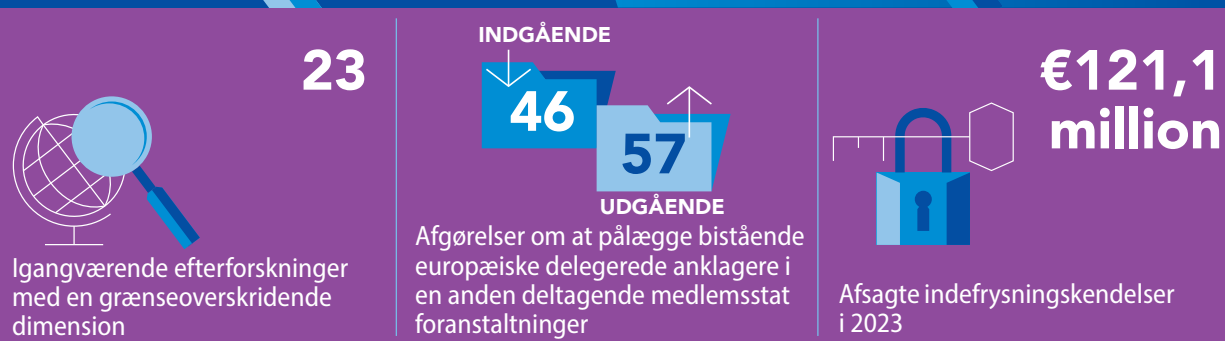 23
Igangværende efterforskninger
med en grænseoverskridende
dimension
INDGÅENDE
46
57
UDGÅENDE
Afgørelser om at pålægge bistående
europæiske delegerede anklagere i
en anden deltagende medlemsstat
foranstaltninger
€121,1
million
Afsagte indefrysningskendelser
i 2023